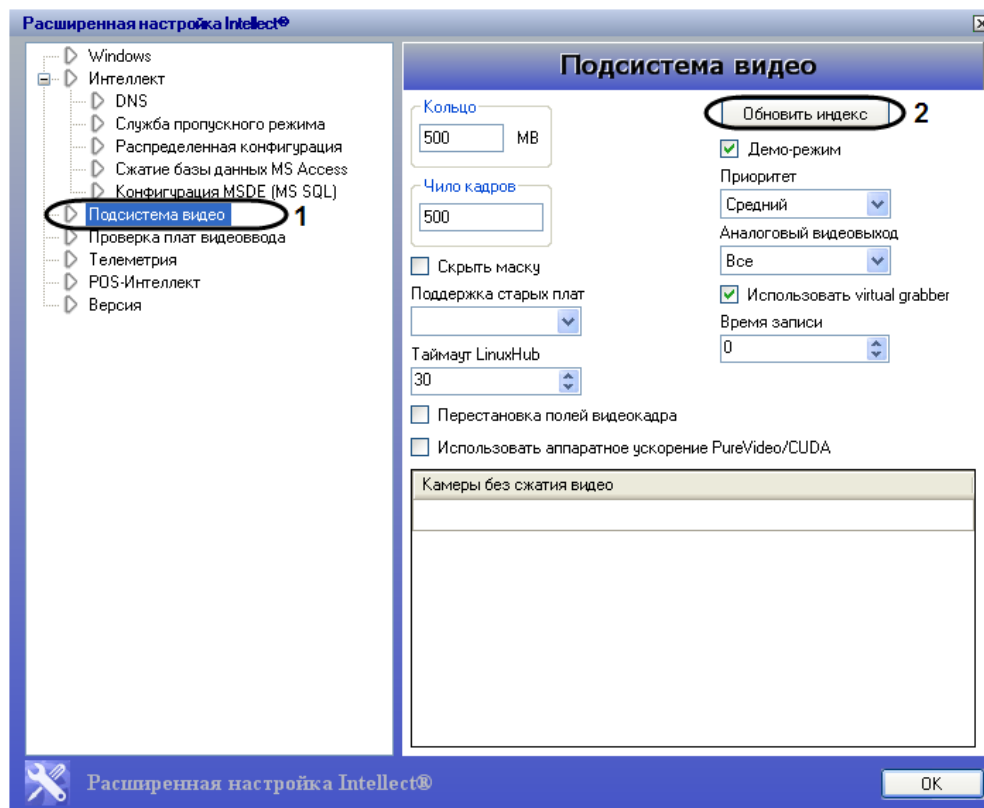 Расширенная настройка Intellect®
Windows
Интеллект
DNS
Служба пропускного режима
Распределенная конфигурация
Сжатие базы данных MS Access
Конфигурация MSDE (MS SQL)
Подсистема видео
1
Проверка плат видеоввода
Телеметрия
POS-Интеллект
Версия
Подсистема видео
Кольцо
500 MB
Чило кадров
500
Скрыть маску
Поддержка старых плат
Таймаут LinuxHub
30
Обновить индекс
2
Демо-режим
Приоритет
Средний
Аналоговый видеовыход
Все
Использовать virtual grabber
Время записи
0
Перестановка полей видеокадра
Использовать аппаратное ускорение PureVideo/CUDA
Камеры без сжатия видео
Расширенная настройка Intellect®
OK